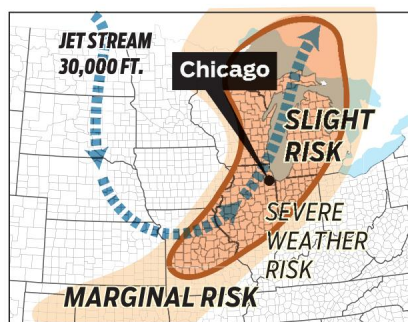 JET STREAM
30,000 FT.
Chicago
SLIGHT
RISK
SEVERE
WEATHER
RISK
MARGINAL RISK